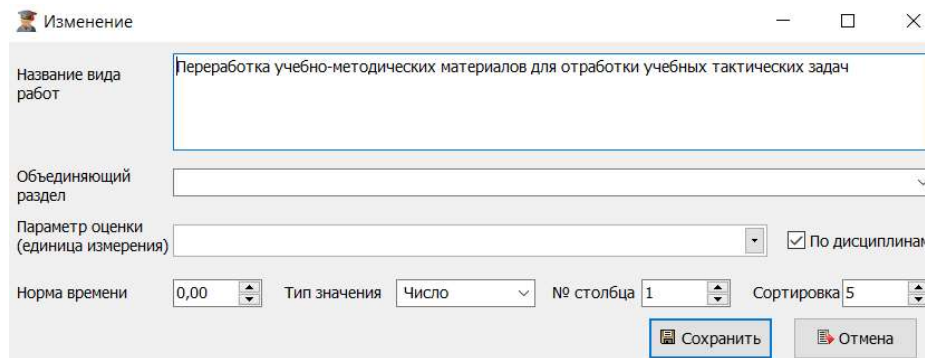 Изменение
Название вида
работ
Переработка учебно-методических материалов для отработки учебных тактических задач
Объединяющий
раздел
Параметр оценки
(единица измерения)
По дисциплинам
Норма времени 0,00 Тип значения Число № столбца 1 Сортировка 5
Сохранить Отмена